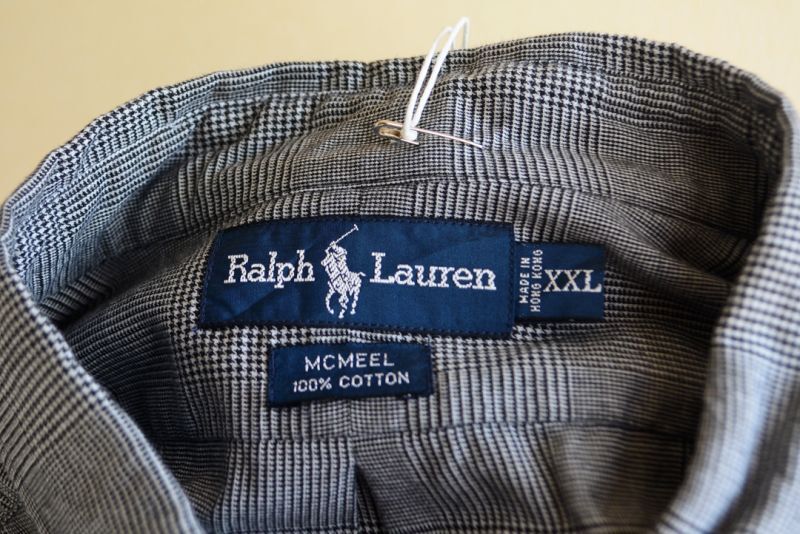 Ralph Lauren
MADE IN
HONG KONG
XXL
MCMEEL
100% COTTON